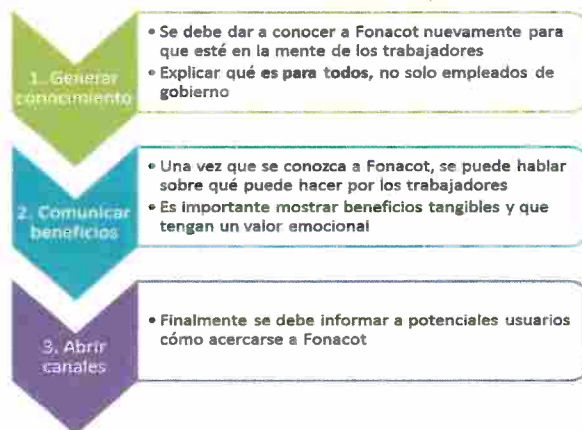 1. Generar
conocimiento
• Se debe dar a conocer a Fonacot nuevamente para
que esté en la mente de los trabajadores
• Explicar qué es para todos, no solo empleados de
gobierno
2. Comunicar
beneficios
• Una vez que se conozca a Fonacot, se puede hablar
sobre qué puede hacer por los trabajadores
• Es importante mostrar beneficios tangibles y que
tengan un valor emocional
3. Abrir
canales
• Finalmente se debe informar a potenciales usuarios
cómo acercarse a Fonacot